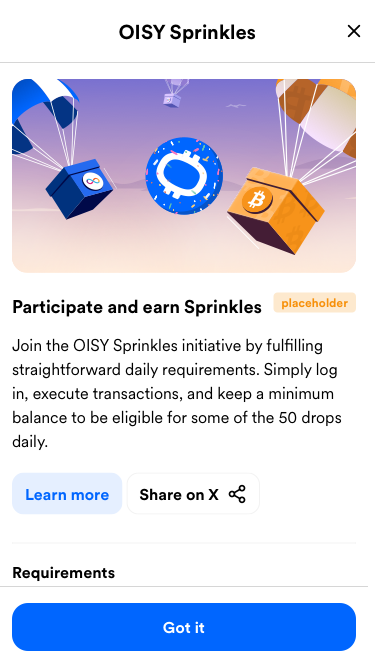 OISY Sprinkles
Participate and earn Sprinkles
placeholder
Join the OISY Sprinkles initiative by fulfilling
straightforward daily requirements. Simply log
in, execute transactions, and keep a minimum
balance to be eligible for some of the 50 drops
daily.
Learn more
Share on X
Requirements
Got it